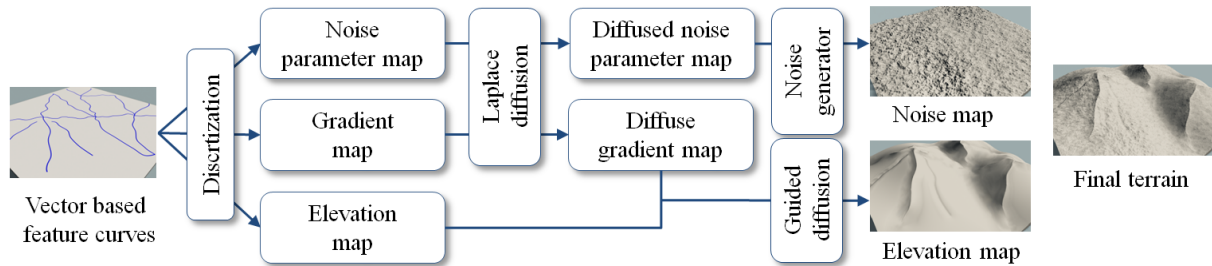 Vector based
feature curves
Discrtization
Noise
parameter map
Gradient
map
Elevation
map
Laplace
diffusion
Diffused noise
parameter map
Diffuse
gradient map
Noise
generator
Guided
diffusion
Noise map
Elevation map
Final terrain